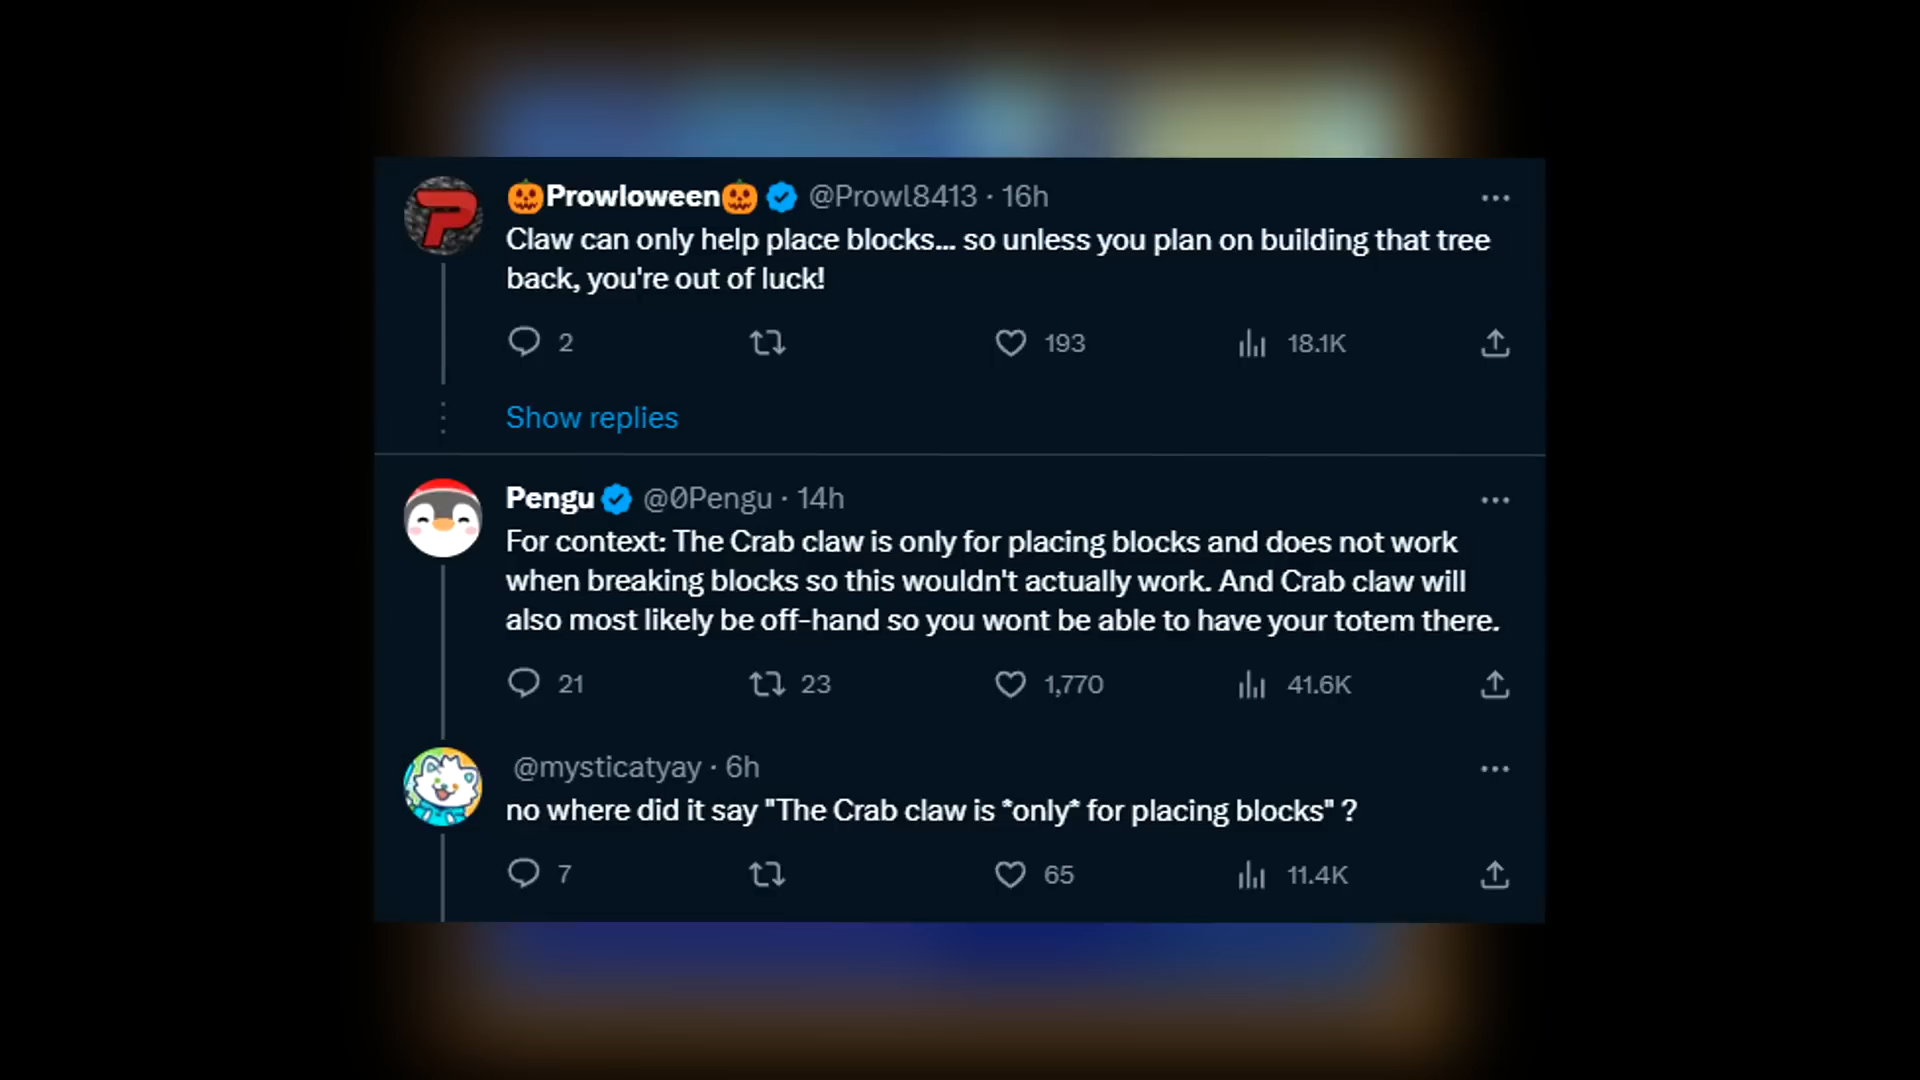 🎃Prowloween🎃 @Prowl8413 · 16h
Claw can only help place blocks... so unless you plan on building that tree
back, you're out of luck!
2 193 18.1K
Show replies
Pengu @0Pengu · 14h
For context: The Crab claw is only for placing blocks and does not work
when breaking blocks so this wouldn't actually work. And Crab claw will
also most likely be off-hand so you wont be able to have your totem there.
21 23 1,770 41.6K
@mysticatyay · 6h
no where did it say "The Crab claw is *only* for placing blocks" ?
7 65 11.4K